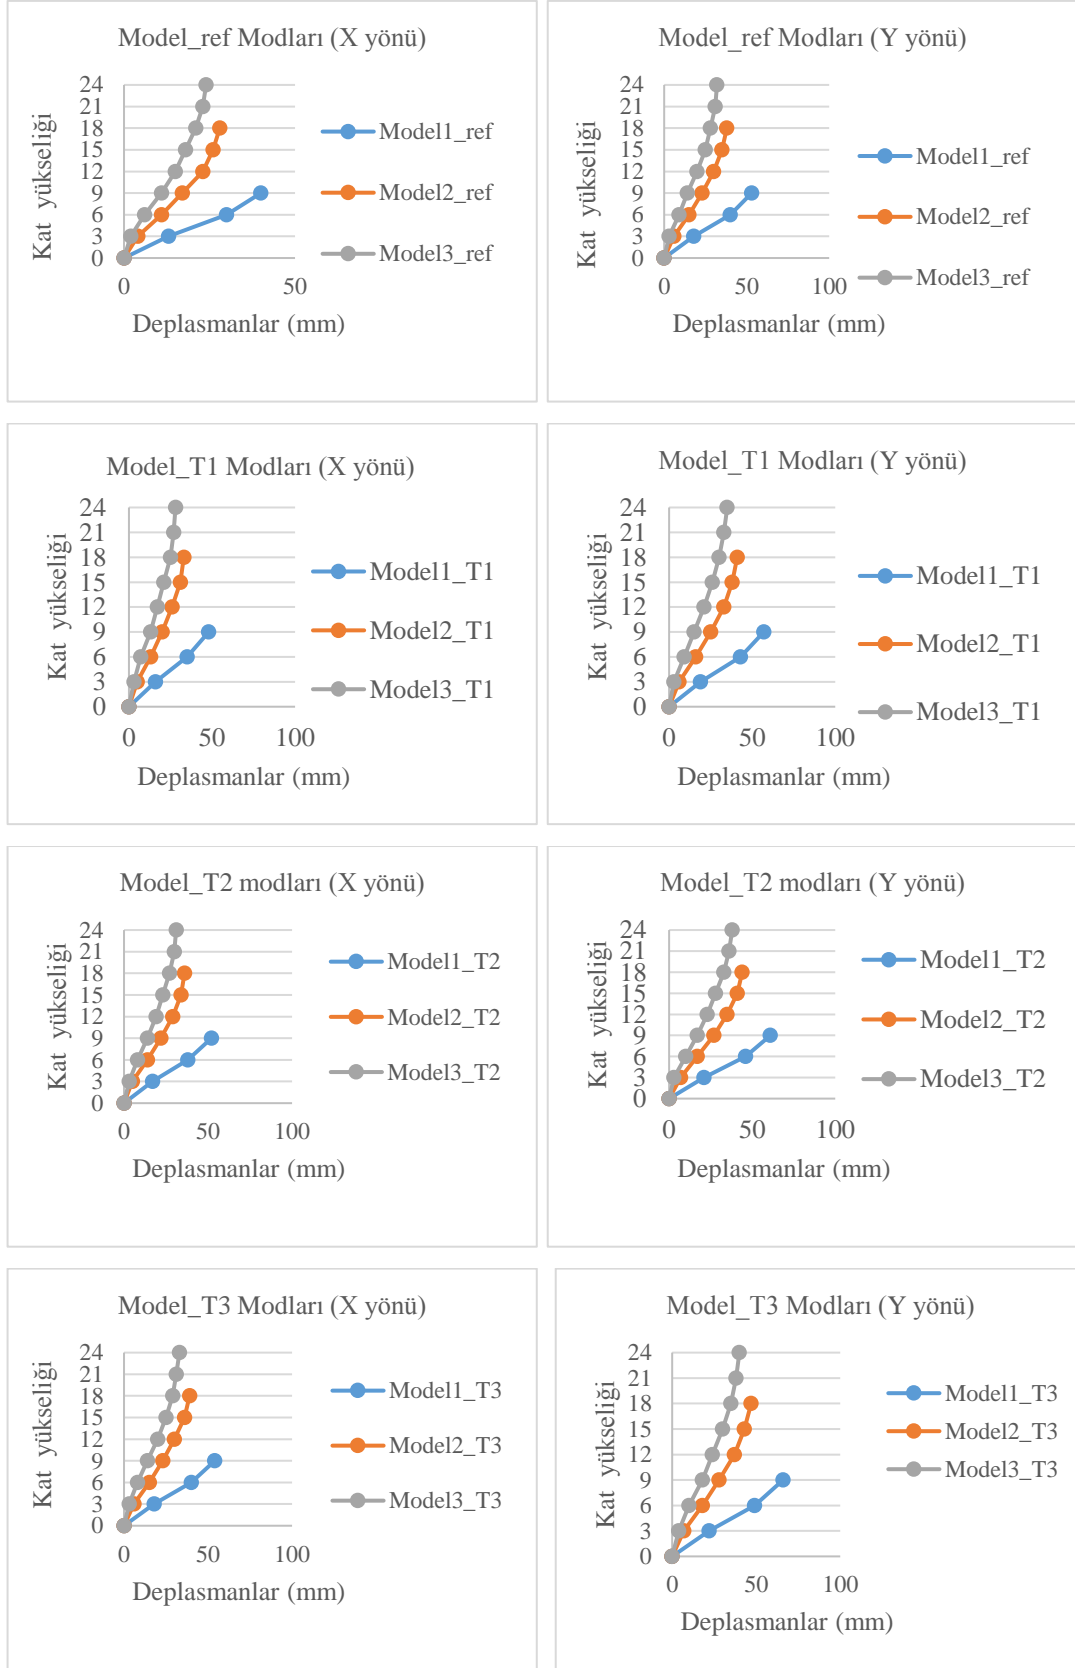 Model_ref Modları (X yönü)
24
21
18
15
12
9
6
3
0
Kat yükseliği
0 50
Deplasmanlar (mm)
Model1_ref
Model2_ref
Model3_ref
Model_ref Modları (Y yönü)
24
21
18
15
12
9
6
3
0
Kat yükseliği
0 50 100
Deplasmanlar (mm)
Model1_ref
Model2_ref
Model3_ref
Model_T1 Modları (X yönü)
24
21
18
15
12
9
6
3
0
Kat yükseliği
0 50 100
Deplasmanlar (mm)
Model1_T1
Model2_T1
Model3_T1
Model_T1 Modları (Y yönü)
24
21
18
15
12
9
6
3
0
Kat yükseliği
0 50 100
Deplasmanlar (mm)
Model1_T1
Model2_T1
Model3_T1
Model_T2 modları (X yönü)
24
21
18
15
12
9
6
3
0
Kat yükseliği
0 50 100
Deplasmanlar (mm)
Model1_T2
Model2_T2
Model3_T2
Model_T2 modları (Y yönü)
24
21
18
15
12
9
6
3
0
Kat yükseliği
0 50 100
Deplasmanlar (mm)
Model1_T2
Model2_T2
Model3_T2
Model_T3 Modları (X yönü)
24
21
18
15
12
9
6
3
0
Kat yükseliği
0 50 100
Deplasmanlar (mm)
Model1_T3
Model2_T3
Model3_T3
Model_T3 Modları (Y yönü)
24
21
18
15
12
9
6
3
0
Kat yükseliği
0 50 100
Deplasmanlar (mm)
Model1_T3
Model2_T3
Model3_T3